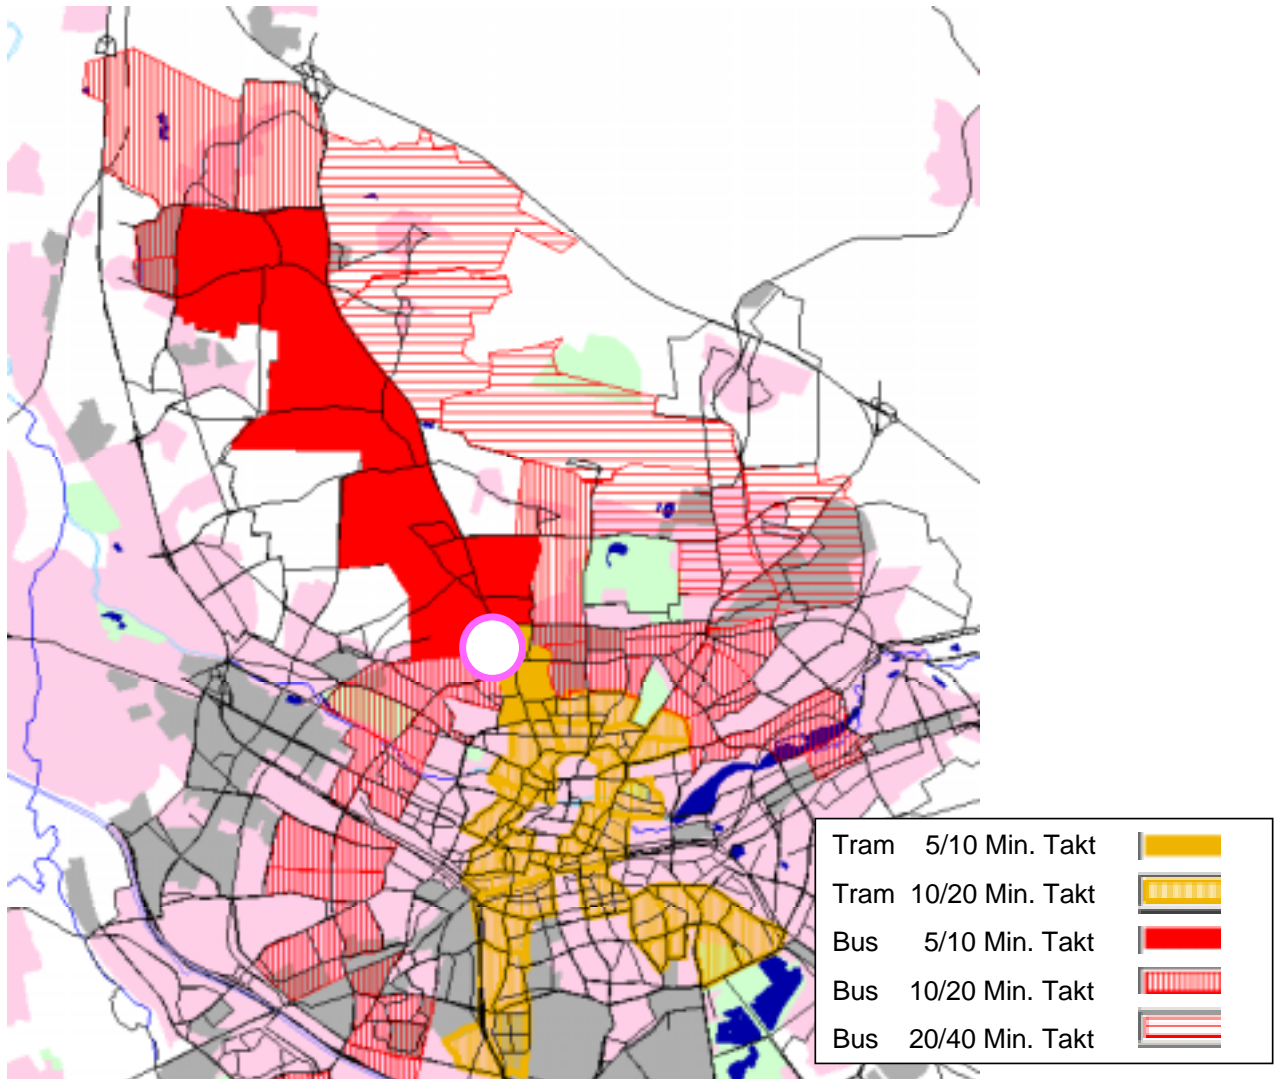 Tram 5/10 Min. Takt
Tram 10/20 Min. Takt
Bus 5/10 Min. Takt
Bus 10/20 Min. Takt
Bus 20/40 Min. Takt